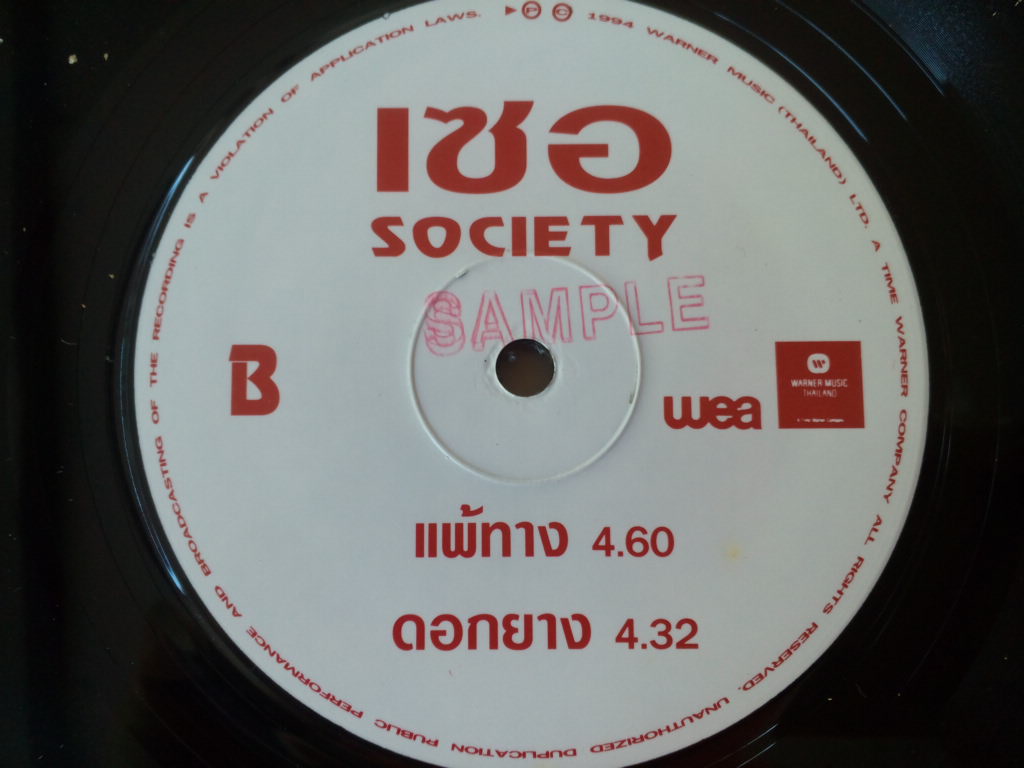 ℗ © 1994 WARNER MUSIC (THAILAND) LTD. A TIME WARNER COMPANY ALL RIGHTS RESERVED. UNAUTHORIZED DUPLICATION PUBLIC PERFORMANCE AND BROADCASTING OF THE RECORDING IS A VIOLATION OF APPLICATION LAWS.
เซอ
SOCIETY
SAMPLE
B
wea
WARNER MUSIC
THAILAND
แพ้ทาง 4.60
ดอกยาง 4.32